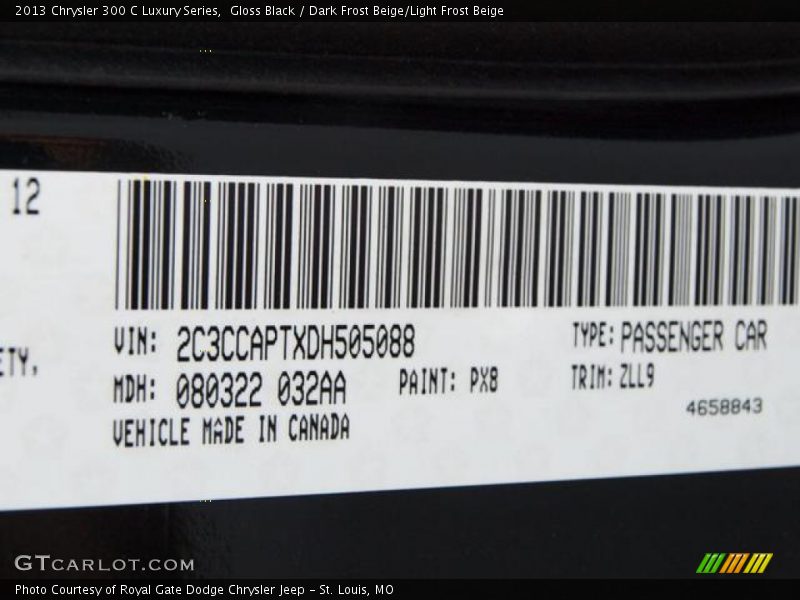 2013 Chrysler 300 C Luxury Series,  Gloss Black / Dark Frost Beige/Light Frost Beige
12
VIN: 2C3CCAPTXDH505088
TYPE: PASSENGER CAR
ETY,
MDH: 080322 032AA
PAINT: PX8
TRIM: ZLL9
4658843
VEHICLE MADE IN CANADA
GTCARLOT.COM
Photo Courtesy of Royal Gate Dodge Chrysler Jeep - St. Louis, MO